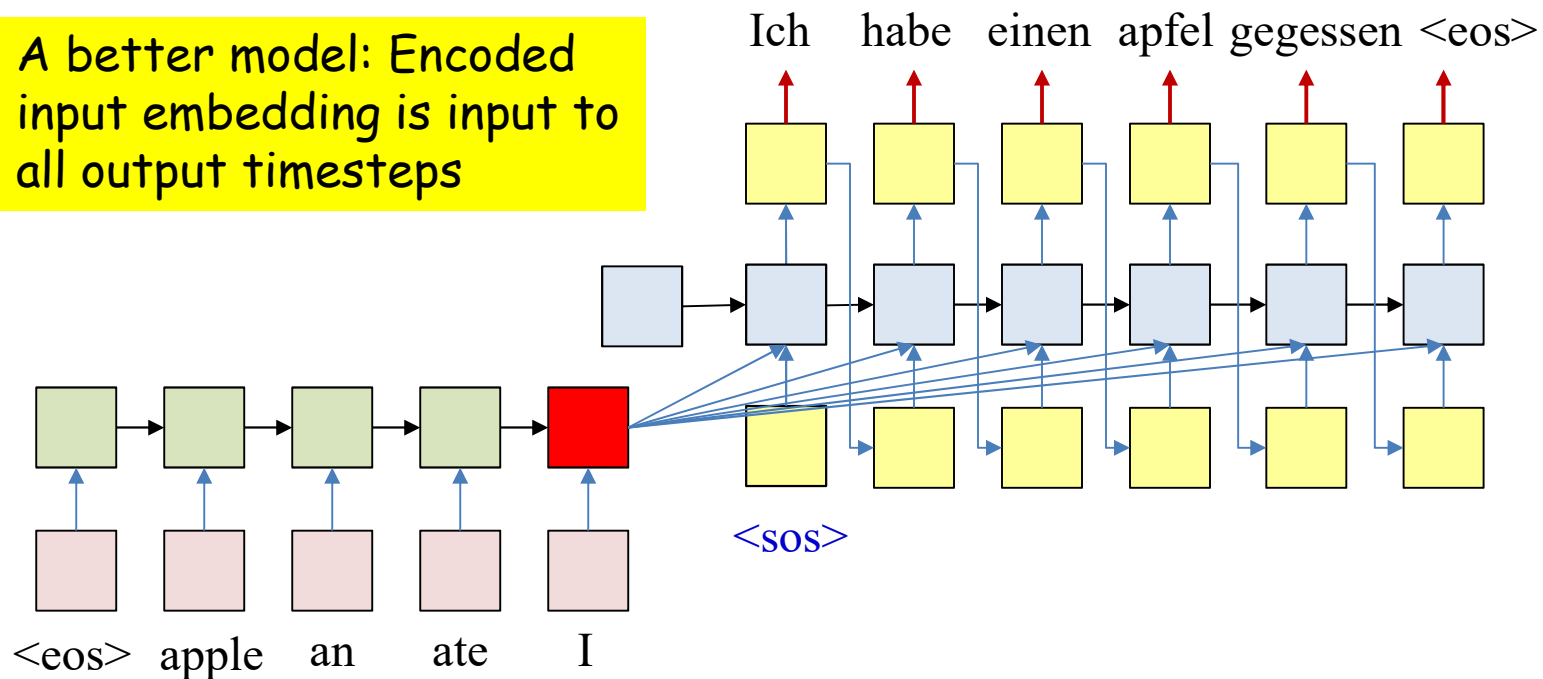 A better model: Encoded
input embedding is input to
all output timesteps
Ich habe einen apfel gegessen <eos>
<sos>
<eos> apple an ate I